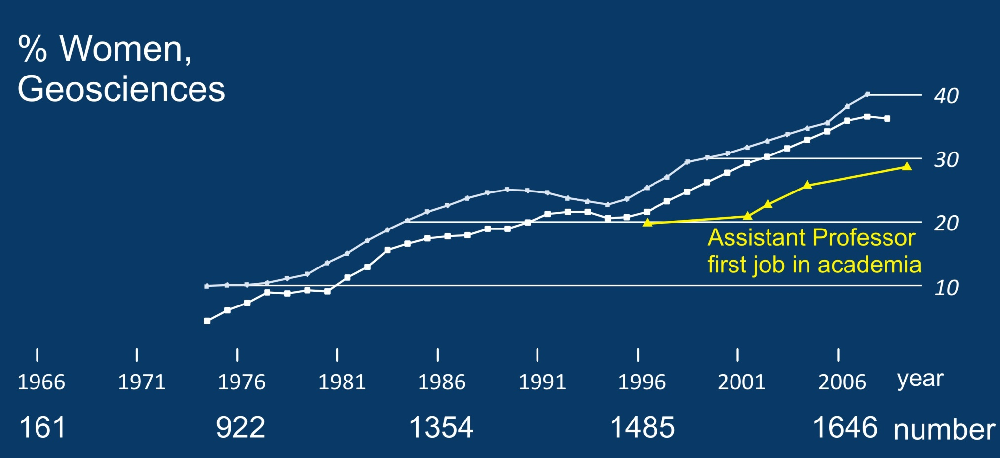 % Women,
Geosciences
40
30
20
Assistant Professor
first job in academia
10
1966 1971 1976 1981 1986 1991 1996 2001 2006 year
161 922 1354 1485 1646 number